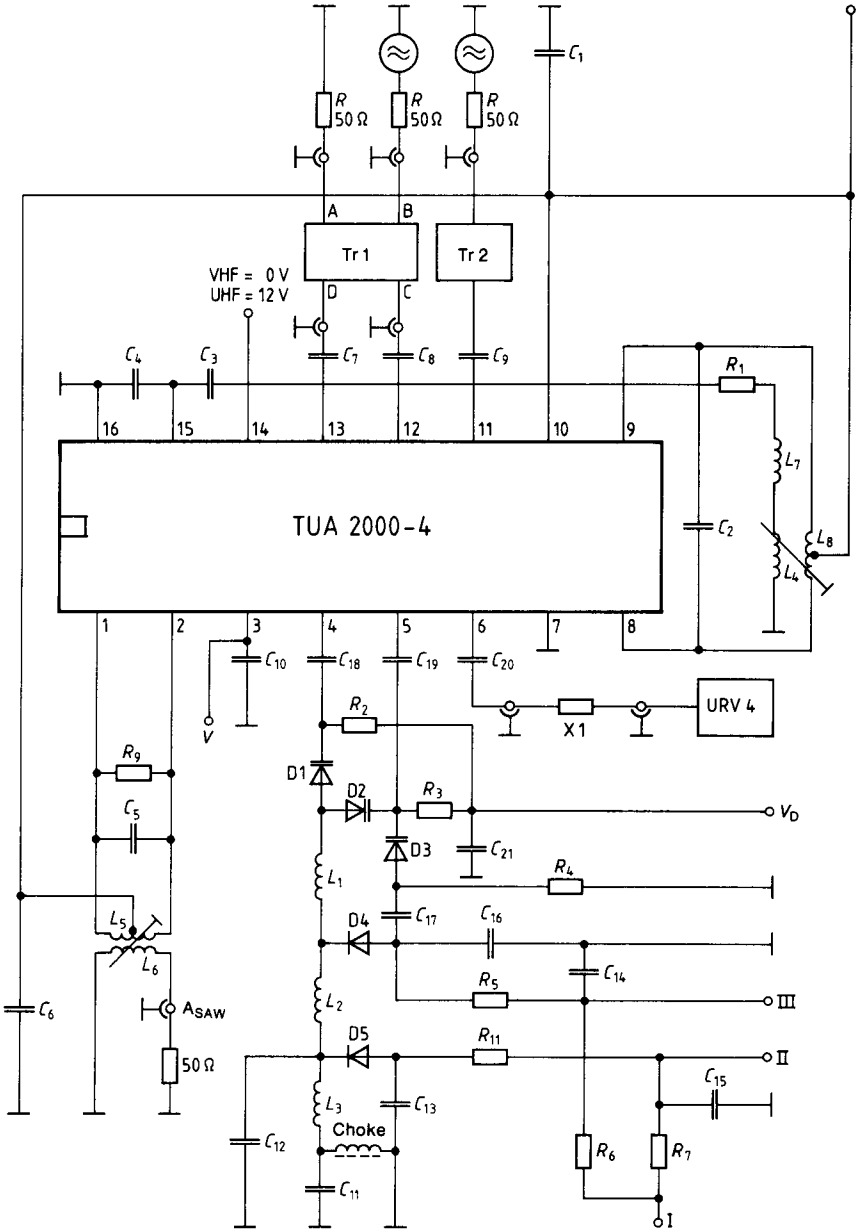 C1
R
50 Ω
R
50 Ω
R
50 Ω
A
B
Tr 1
Tr 2
D
C
VHF = 0 V
UHF = 12 V
C4
C3
C7
C8
C9
R1
16
15
14
13
12
11
10
9
L7
TUA 2000-4
C2
L8
L4
1
2
3
4
5
6
7
8
C10
C18
C19
C20
V
R2
X1
URV 4
R9
D1
D2
R3
VD
C5
D3
C21
L1
R4
L5
C17
D4
C16
L6
C14
C6
ASAW
L2
R5
III
50 Ω
D5
R11
II
L3
C13
C15
C12
Choke
R6
R7
C11
I